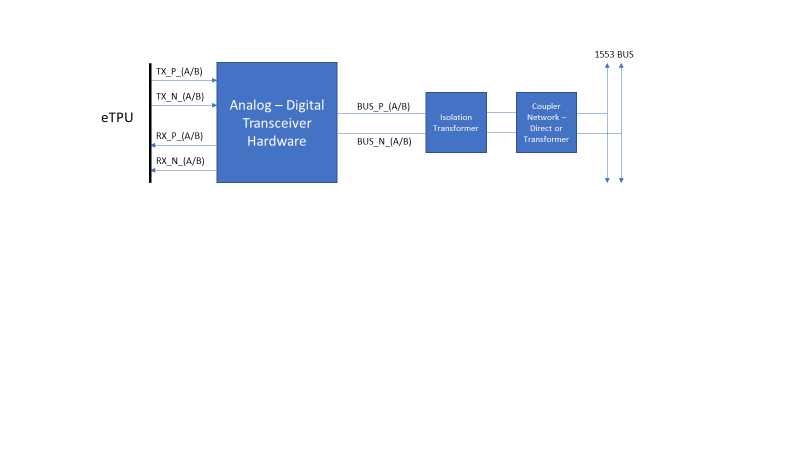 1553 BUS
TX_P_(A/B)
TX_N_(A/B)
eTPU
RX_P_(A/B)
RX_N_(A/B)
Analog – Digital
Transceiver
Hardware
BUS_P_(A/B)
BUS_N_(A/B)
Isolation
Transformer
Coupler
Network –
Direct or
Transformer